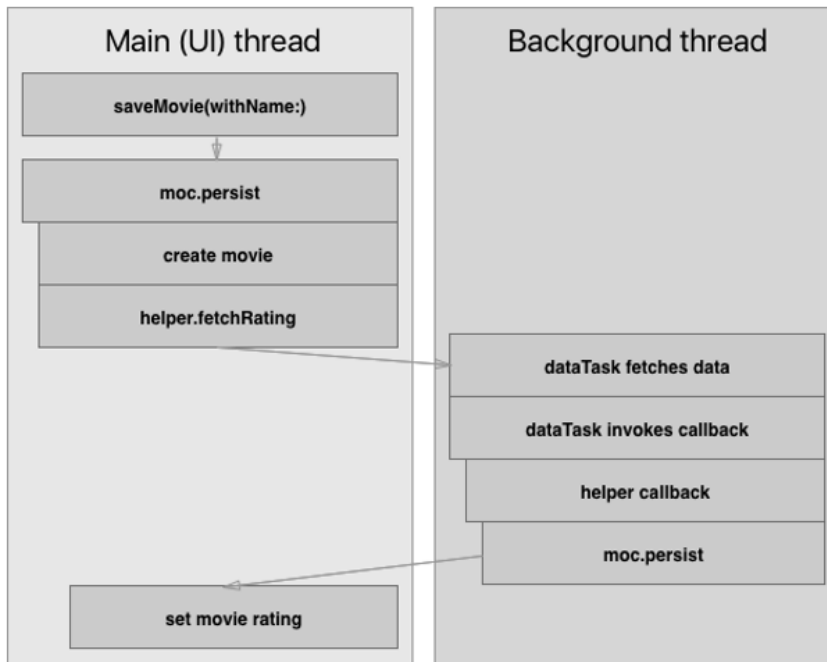 Main (UI) thread
saveMovie(withName:)
moc.persist
create movie
helper.fetchRating
set movie rating
Background thread
dataTask fetches data
dataTask invokes callback
helper callback
moc.persist